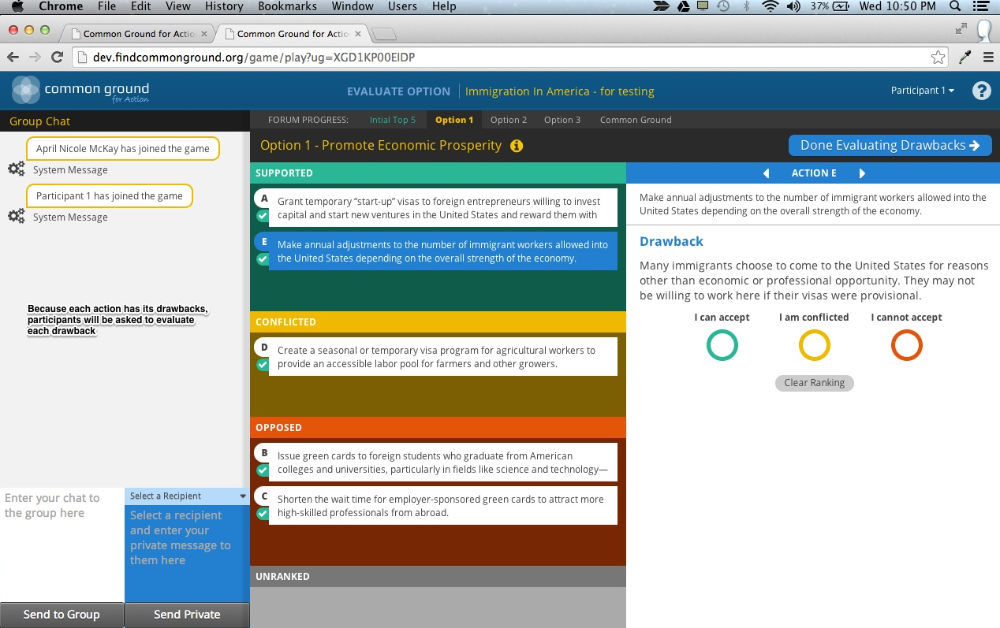 Chrome File Edit View History Bookmarks Window Users Help 37% Wed 10:50 PM
Common Ground for Actio × Common Ground for Actio ×
dev.findcommonground.org/game/play?ug=XGD1KP00EIDP
common ground
for Action
EVALUATE OPTION Immigration In America - for testing
Participant 1
?
Group Chat
April Nicole McKay has joined the game
System Message
Participant 1 has joined the game
System Message
Because each action has its drawbacks,
participants will be asked to evaluate
each drawback
Enter your chat to
the group here
Select a Recipient
Select a recipient
and enter your
private message to
them here
Send to Group
Send Private
FORUM PROGRESS: Intial Top 5 Option 1 Option 2 Option 3 Common Ground
Option 1 - Promote Economic Prosperity i
Done Evaluating Drawbacks
SUPPORTED
A
Grant temporary “start-up” visas to foreign entrepreneurs willing to invest
capital and start new ventures in the United States and reward them with
E
Make annual adjustments to the number of immigrant workers allowed into
the United States depending on the overall strength of the economy.
CONFLICTED
D
Create a seasonal or temporary visa program for agricultural workers to
provide an accessible labor pool for farmers and other growers.
OPPOSED
B
Issue green cards to foreign students who graduate from American
colleges and universities, particularly in fields like science and technology—
C
Shorten the wait time for employer-sponsored green cards to attract more
high-skilled professionals from abroad.
UNRANKED
ACTION E
Make annual adjustments to the number of immigrant workers allowed into the
United States depending on the overall strength of the economy.
Drawback
Many immigrants choose to come to the United States for reasons
other than economic or professional opportunity. They may not
be willing to work here if their visas were provisional.
I can accept I am conflicted I cannot accept
Clear Ranking